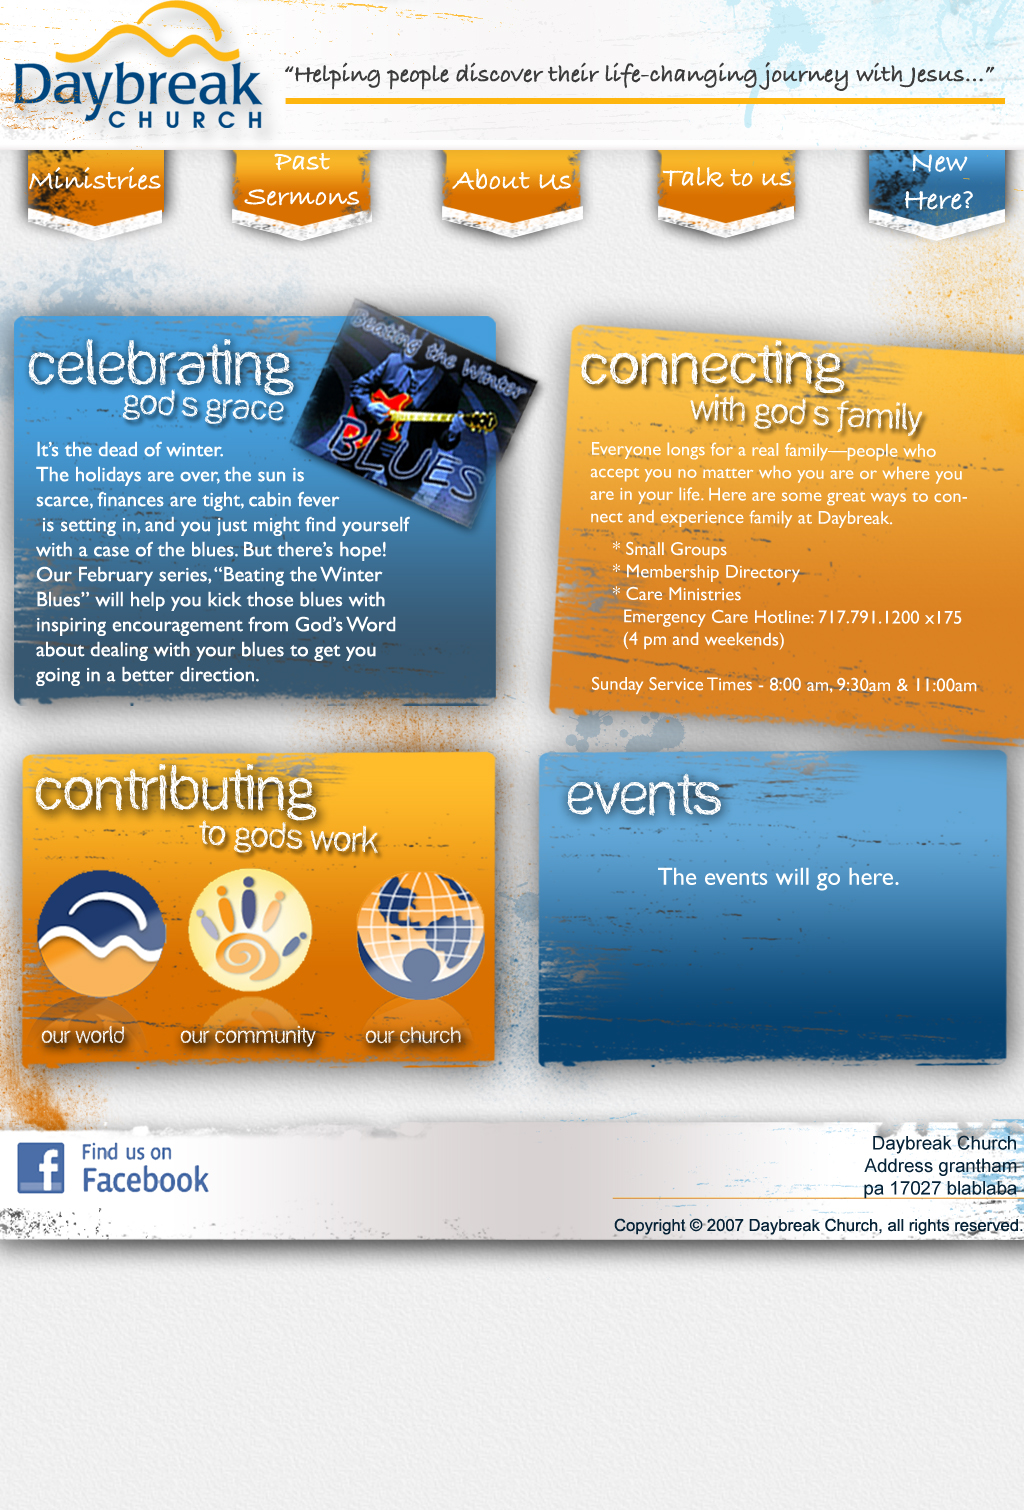 Daybreak
CHURCH
“Helping people discover their life-changing journey with Jesus...”
Ministries
Past
Sermons
About Us
Talk to us
New
Here?
celebrating
god s grace
Beating the Winter
BLUES
It’s the dead of winter.
The holidays are over, the sun is
scarce, finances are tight, cabin fever
is setting in, and you just might find yourself
with a case of the blues. But there’s hope!
Our February series, “Beating the Winter
Blues” will help you kick those blues with
inspiring encouragement from God’s Word
about dealing with your blues to get you
going in a better direction.
connecting
with god s family
Everyone longs for a real family—people who
accept you no matter who you are or where you
are in your life. Here are some great ways to con-
nect and experience family at Daybreak.
* Small Groups
* Membership Directory
* Care Ministries
Emergency Care Hotline: 717.791.1200 x175
(4 pm and weekends)
Sunday Service Times - 8:00 am, 9:30am & 11:00am
contributing
to gods work
our world
our community
our church
events
The events will go here.
f
Find us on
Facebook
Daybreak Church
Address grantham
pa 17027 blablaba
Copyright © 2007 Daybreak Church, all rights reserved.